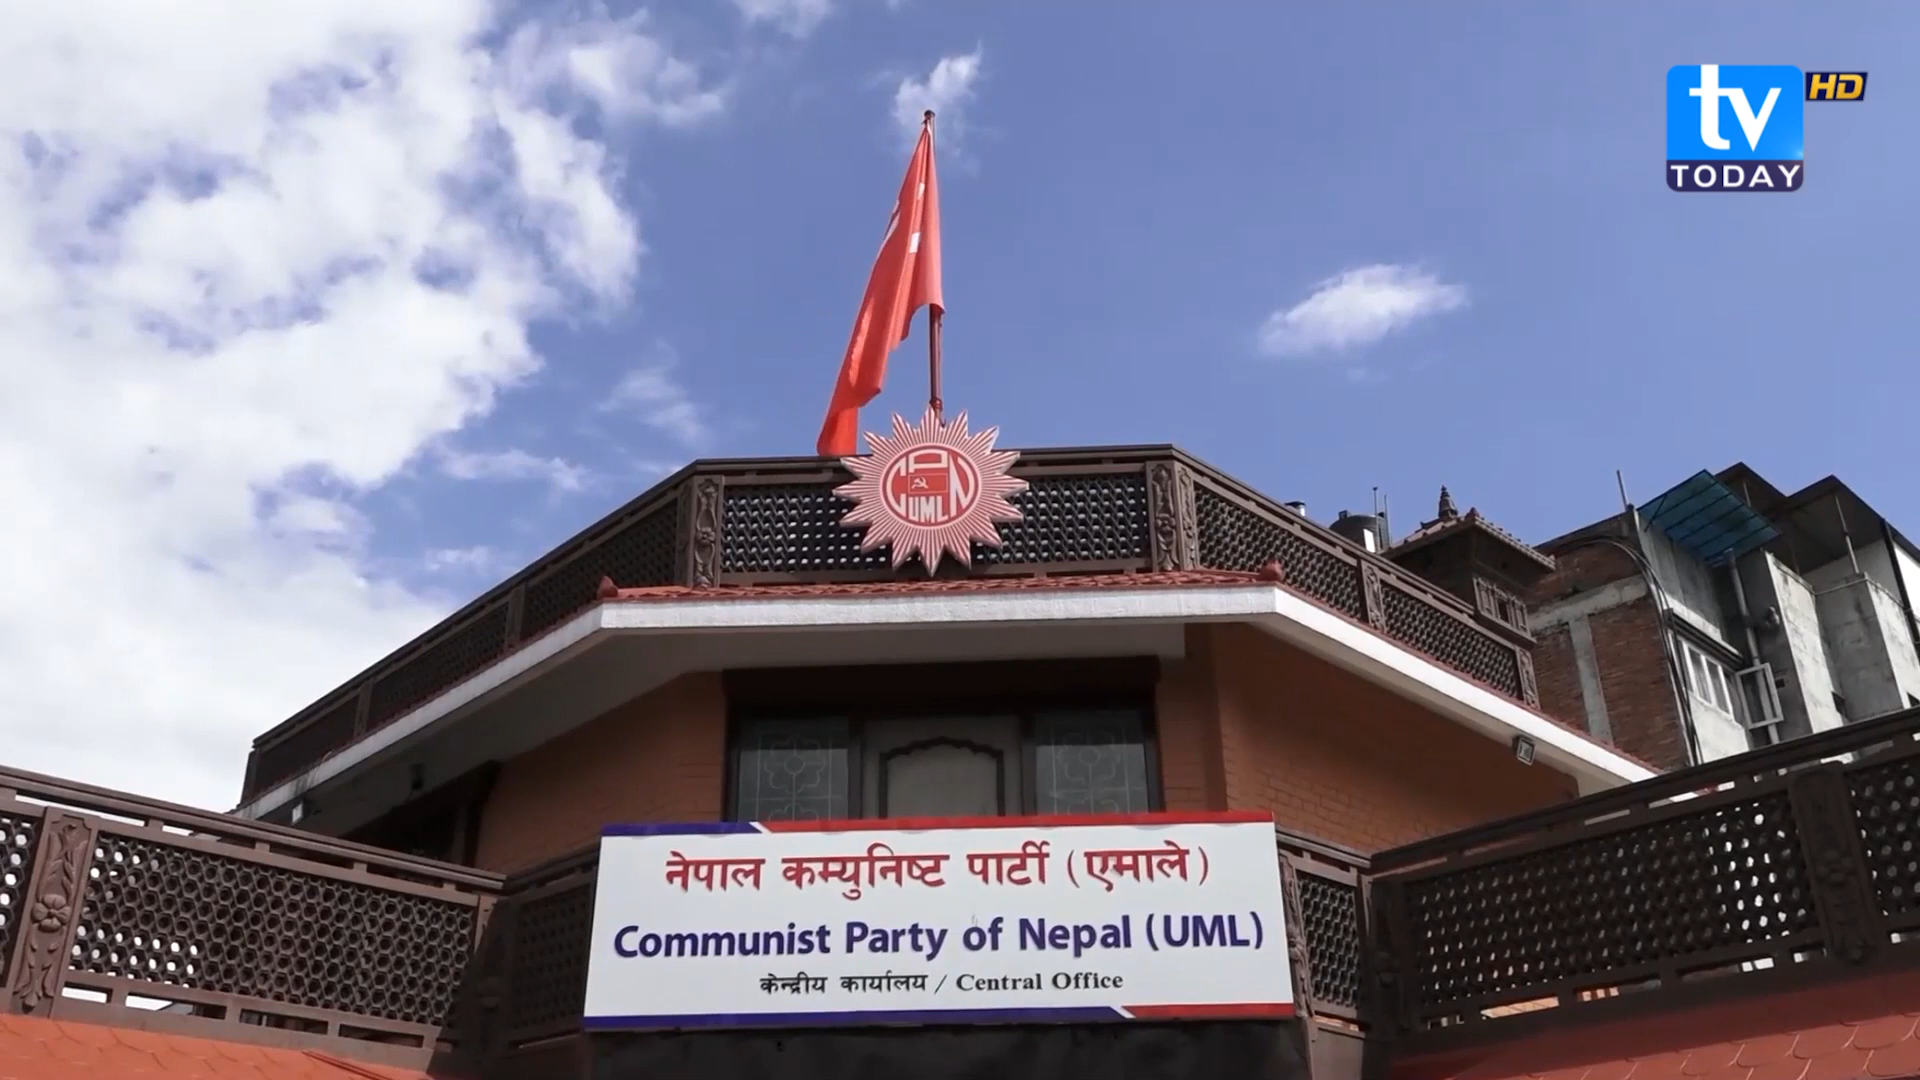 tv HD
TODAY
CPN
UML
नेपाल कम्युनिष्ट पार्टी (एमाले)
Communist Party of Nepal (UML)
केन्द्रीय कार्यालय / Central Office